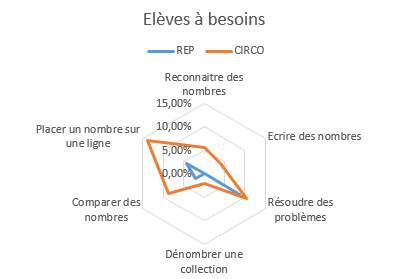 Elèves à besoins
REP CIRCO
Reconnaitre des
nombres
15,00%
10,00%
5,00%
0,00%
Placer un nombre sur
une ligne
Ecrire des nombres
Comparer des
nombres
Résoudre des
problèmes
Dénombrer une
collection